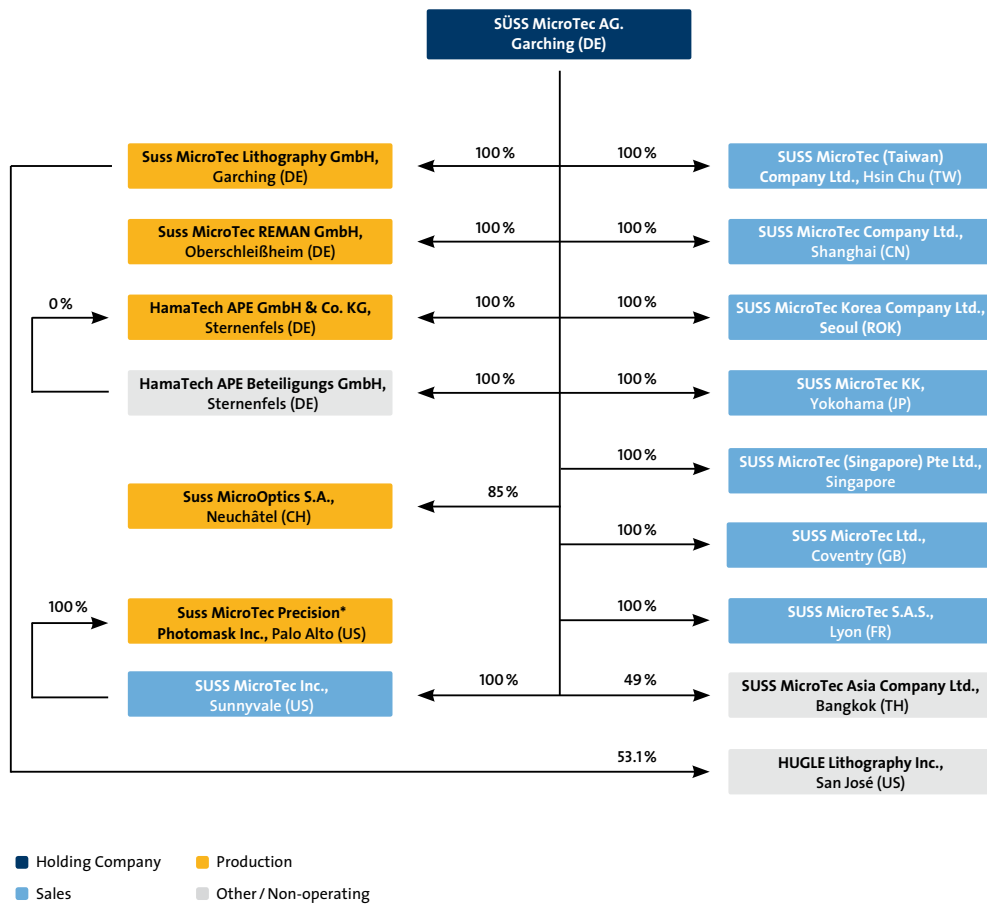 SÜSS MicroTec AG.
Garching (DE)
Suss MicroTec Lithography GmbH,
Garching (DE)
100 %
100 %
SUSS MicroTec (Taiwan)
Company Ltd., Hsin Chu (TW)
Suss MicroTec REMAN GmbH,
Oberschleißheim (DE)
100 %
100 %
SUSS MicroTec Company Ltd.,
Shanghai (CN)
0 %
HamaTech APE GmbH & Co. KG,
Sternenfels (DE)
100 %
100 %
SUSS MicroTec Korea Company Ltd.,
Seoul (ROK)
HamaTech APE Beteiligungs GmbH,
Sternenfels (DE)
100 %
100 %
SUSS MicroTec KK,
Yokohama (JP)
100 %
SUSS MicroTec (Singapore) Pte Ltd.,
Singapore
Suss MicroOptics S.A.,
Neuchâtel (CH)
85 %
100 %
SUSS MicroTec Ltd.,
Coventry (GB)
100 %
Suss MicroTec Precision*
Photomask Inc., Palo Alto (US)
100 %
SUSS MicroTec S.A.S.,
Lyon (FR)
SUSS MicroTec Inc.,
Sunnyvale (US)
100 %
49 %
SUSS MicroTec Asia Company Ltd.,
Bangkok (TH)
53.1 %
HUGLE Lithography Inc.,
San José (US)
Holding Company
Production
Sales
Other / Non-operating